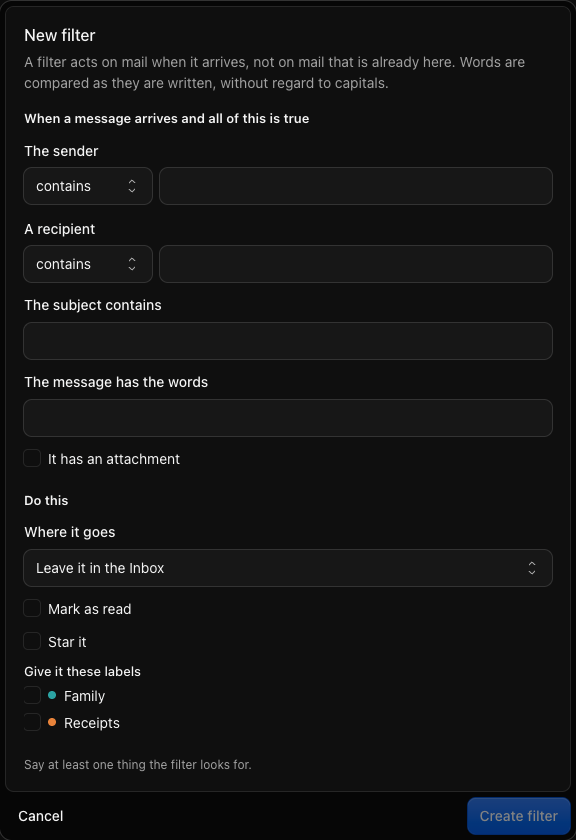 New filter
A filter acts on mail when it arrives, not on mail that is already here. Words are
compared as they are written, without regard to capitals.
When a message arrives and all of this is true
The sender
contains
A recipient
contains
The subject contains
The message has the words
It has an attachment
Do this
Where it goes
Leave it in the Inbox
Mark as read
Star it
Give it these labels
Family
Receipts
Say at least one thing the filter looks for.
Cancel
Create filter